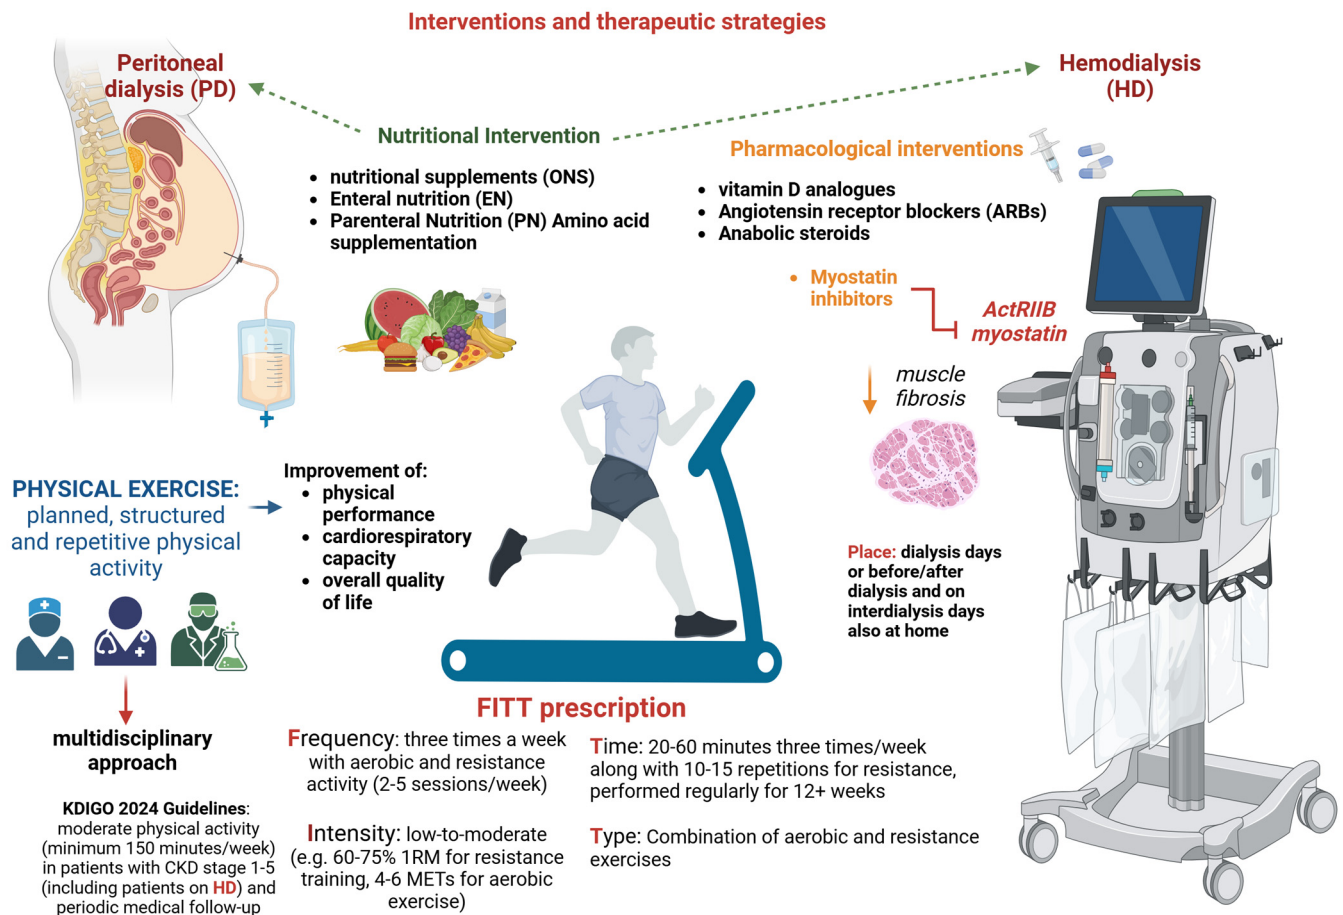 Interventions and therapeutic strategies
Peritoneal
dialysis (PD)
Hemodialysis
(HD)
Nutritional Intervention
• nutritional supplements (ONS)
• Enteral nutrition (EN)
• Parenteral Nutrition (PN) Amino acid
supplementation
Pharmacological interventions
• vitamin D analogues
• Angiotensin receptor blockers (ARBs)
• Anabolic steroids
• Myostatin
inhibitors
ActRIIB
myostatin
muscle
fibrosis
PHYSICAL EXERCISE:
planned, structured
and repetitive physical
activity
Improvement of:
• physical
performance
• cardiorespiratory
capacity
• overall quality
of life
Place: dialysis days
or before/after
dialysis and on
interdialysis days
also at home
multidisciplinary
approach
KDIGO 2024 Guidelines:
moderate physical activity
(minimum 150 minutes/week)
in patients with CKD stage 1-5
(including patients on HD) and
periodic medical follow-up
FITT prescription
Frequency: three times a week
with aerobic and resistance
activity (2-5 sessions/week)
Intensity: low-to-moderate
(e.g. 60-75% 1RM for resistance
training, 4-6 METs for aerobic
exercise)
Time: 20-60 minutes three times/week
along with 10-15 repetitions for resistance,
performed regularly for 12+ weeks
Type: Combination of aerobic and resistance
exercises